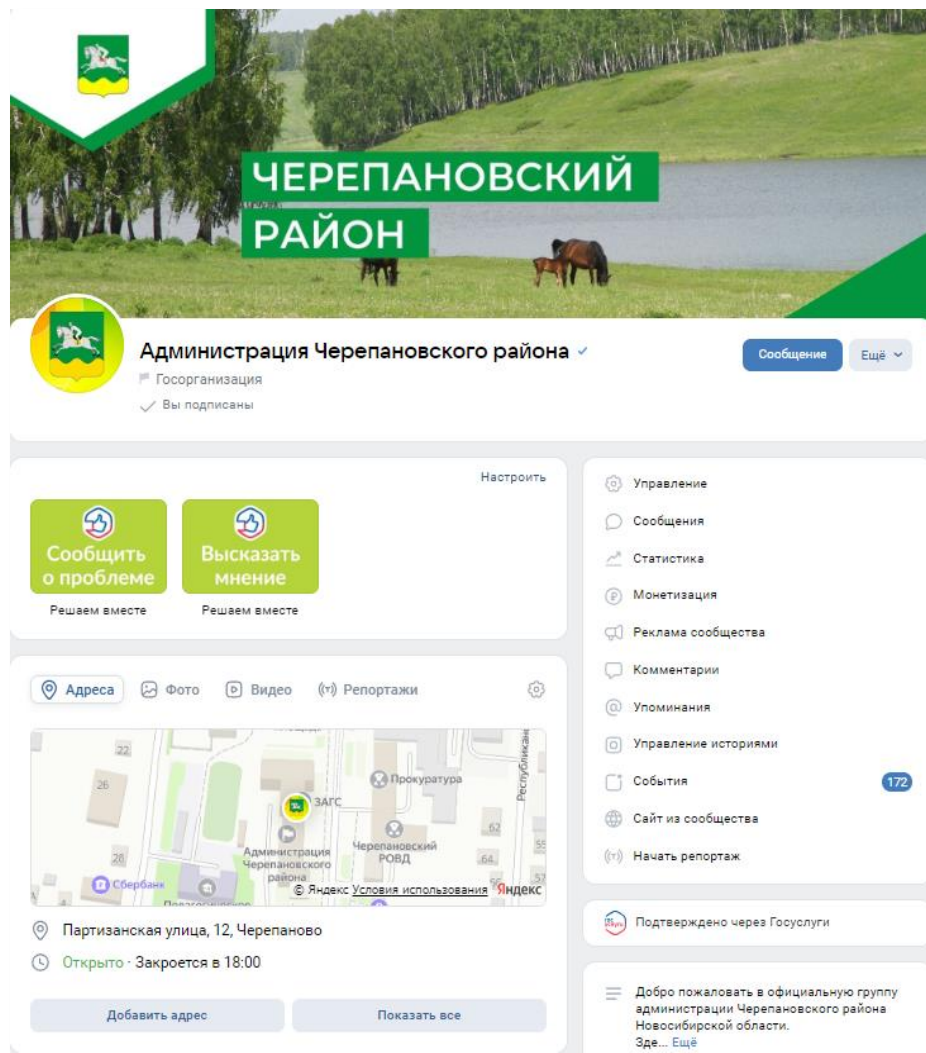 ЧЕРЕПАНОВСКИЙ
РАЙОН
Администрация Черепановского района
Госорганизация
Вы подписаны
Сообщение
Ещё
Настроить
Сообщить
о проблеме
Решаем вместе
Высказать
мнение
Решаем вместе
Адреса
Фото
Видео
Репортажи
22
26
28
Прокуратура
ЗАГС
Администрация
Черепановского
района
Черепановский
РОВД
62
64
57
Сбербанк
© Яндекс Условия использования Яндекс
Партизанская улица, 12, Черепаново
Открыто · Закроется в 18:00
Добавить адрес
Показать все
Управление
Сообщения
Статистика
Монетизация
Реклама сообщества
Комментарии
Упоминания
Управление историями
События
172
Сайт из сообщества
Начать репортаж
Подтверждено через Госуслуги
Добро пожаловать в официальную группу
администрации Черепановского района
Новосибирской области.
Зде... Ещё